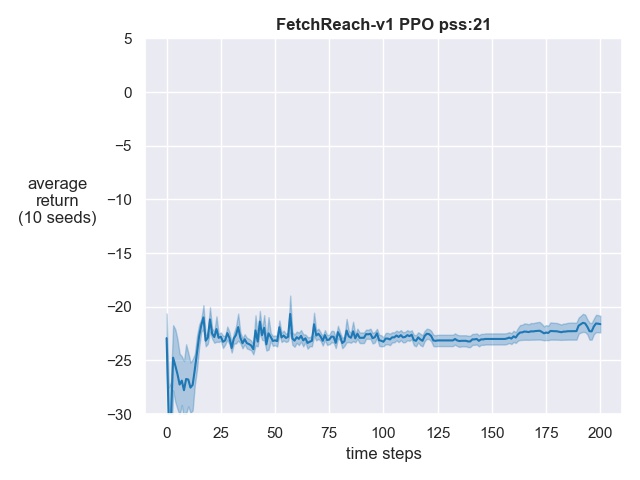 FetchReach-v1 PPO pss:21
5
0
−5
−10
−15
−20
−25
−30
average
return
(10 seeds)
0 25 50 75 100 125 150 175 200
time steps